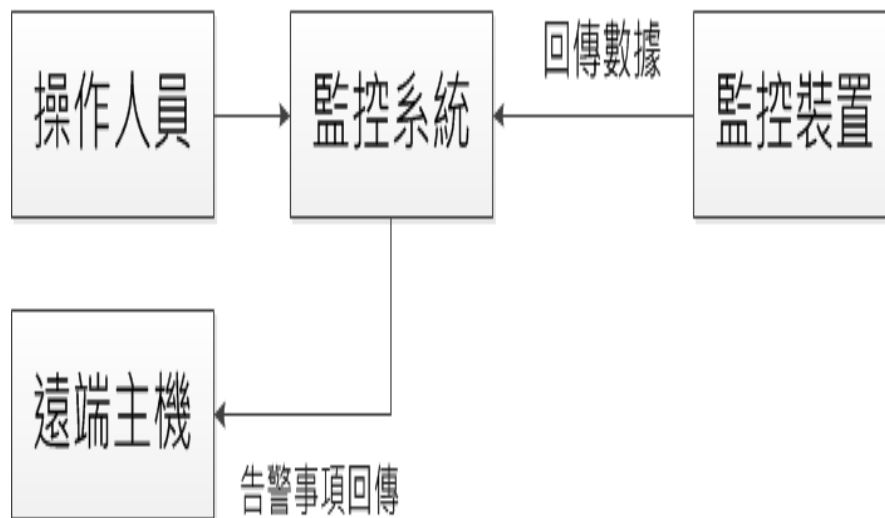 回傳數據
操作人員
監控系統
監控裝置
遠端主機
告警事項回傳